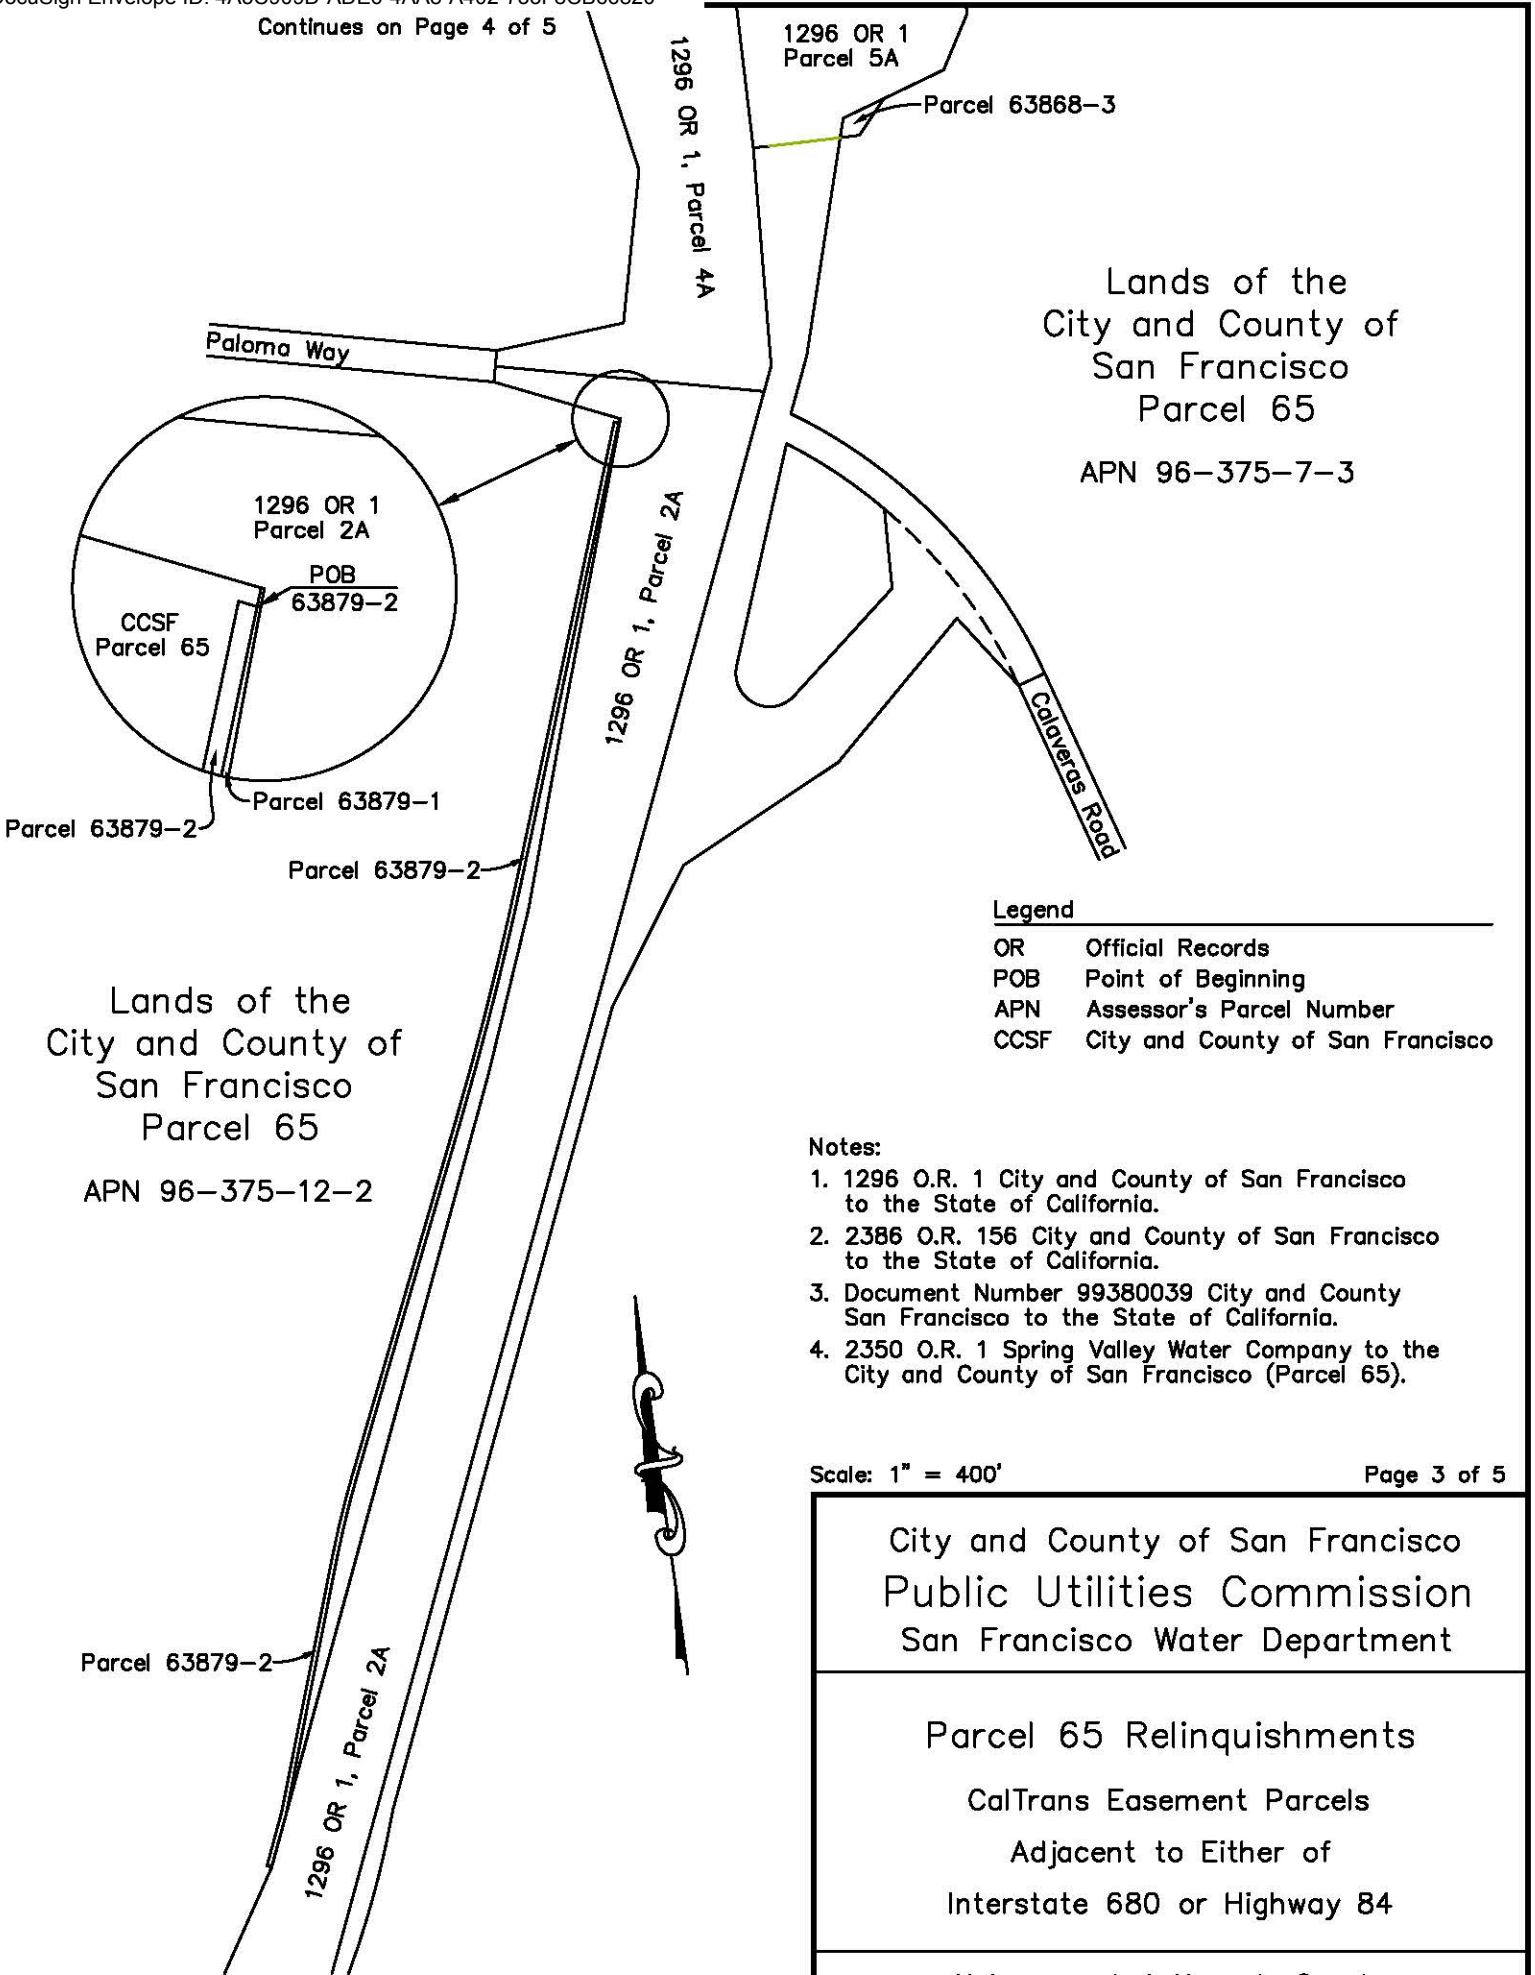 Continues on Page 4 of 5
1296 OR 1
Parcel 5A
1296 OR 1, Parcel 4A
Parcel 63868-3
Lands of the
City and County of
San Francisco
Parcel 65
APN 96-375-7-3
Paloma Way
1296 OR 1
Parcel 2A
POB
63879-2
CCSF
Parcel 65
1296 OR 1, Parcel 2A
Calaveras Road
Parcel 63879-1
Parcel 63879-2
Parcel 63879-2
Legend
OR Official Records
POB Point of Beginning
APN Assessor's Parcel Number
CCSF City and County of San Francisco
Lands of the
City and County of
San Francisco
Parcel 65
APN 96-375-12-2
Notes:
1. 1296 O.R. 1 City and County of San Francisco
to the State of California.
2. 2386 O.R. 156 City and County of San Francisco
to the State of California.
3. Document Number 99380039 City and County
San Francisco to the State of California.
4. 2350 O.R. 1 Spring Valley Water Company to the
City and County of San Francisco (Parcel 65).
Scale: 1" = 400'
Page 3 of 5
City and County of San Francisco
Public Utilities Commission
San Francisco Water Department
Parcel 63879-2
1296 OR 1, Parcel 2A
Parcel 65 Relinquishments
CalTrans Easement Parcels
Adjacent to Either of
Interstate 680 or Highway 84